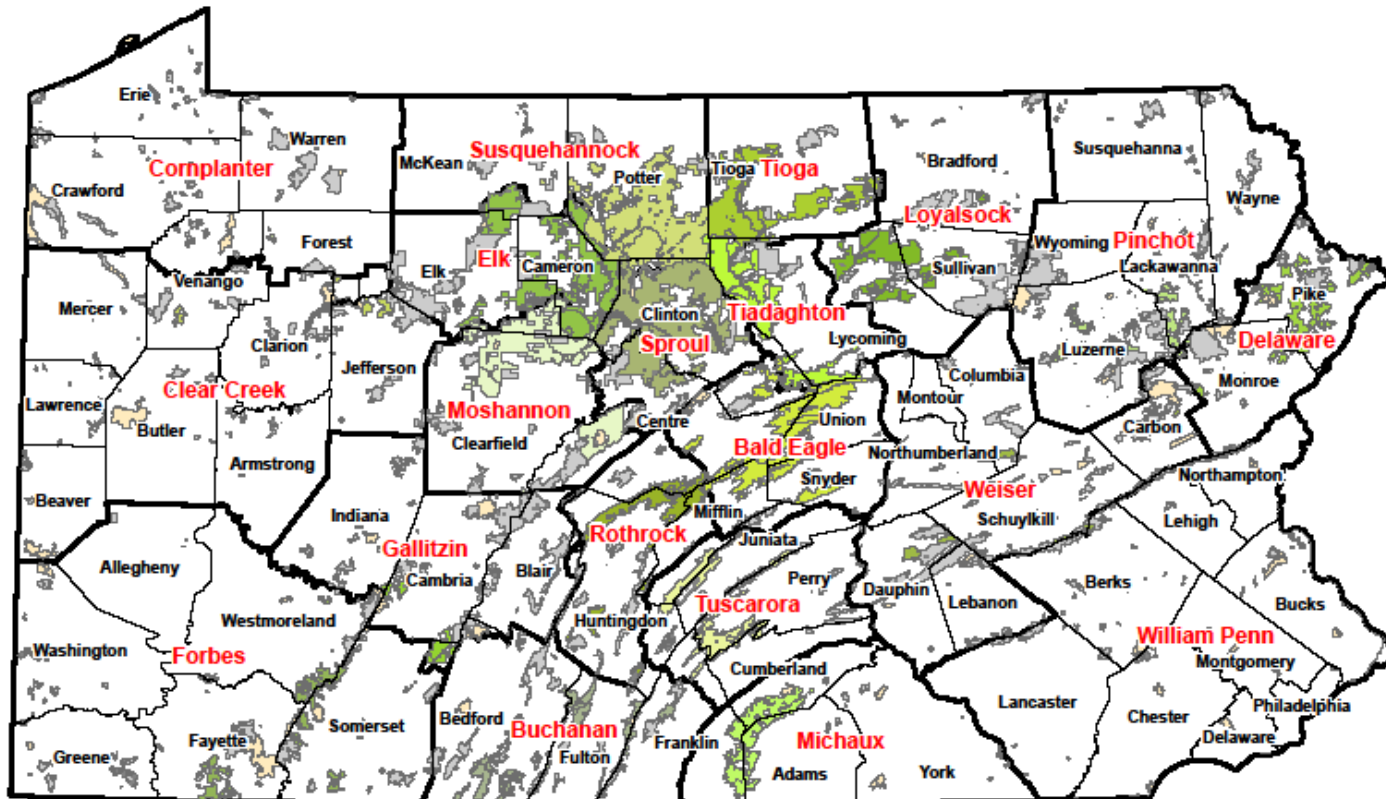 Erie
Warren
McKean
Susquehannock
Potter
Tioga
Tioga
Bradford
Susquehanna
Wayne
Crawford
Cornplanter
Forest
Venango
Elk
Elk
Cameron
Loyalsock
Sullivan
Wyoming
Pinchot
Lackawanna
Pike
Mercer
Clarion
Jefferson
Clinton
Sproul
Tiadaghton
Lycoming
Luzerne
Delaware
Monroe
Lawrence
Clear Creek
Butler
Armstrong
Moshannon
Clearfield
Centre
Union
Bald Eagle
Snyder
Montour
Columbia
Northumberland
Carbon
Northampton
Beaver
Indiana
Gallitzin
Cambria
Blair
Rothrock
Mifflin
Juniata
Weiser
Schuylkill
Lehigh
Allegheny
Westmoreland
Huntingdon
Perry
Tuscarora
Dauphin
Lebanon
Berks
Bucks
Washington
Forbes
Cumberland
William Penn
Montgomery
Greene
Fayette
Somerset
Bedford
Buchanan
Fulton
Franklin
Michaux
Adams
York
Lancaster
Chester
Philadelphia
Delaware